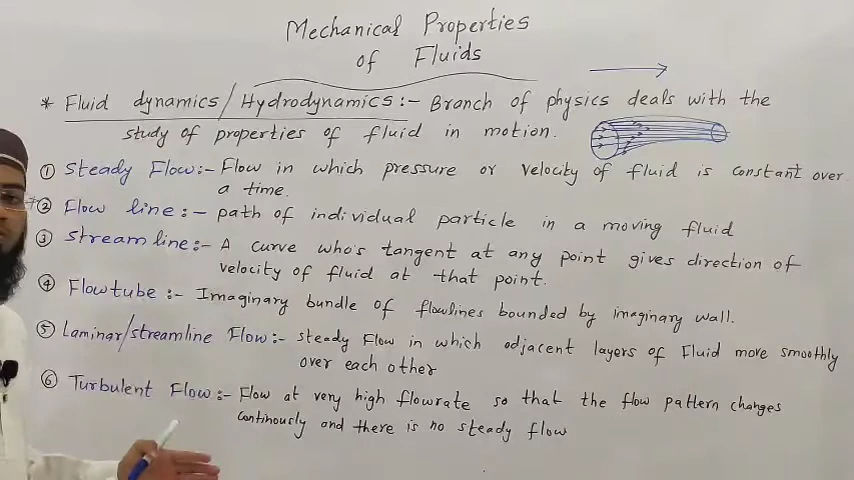 Mechanical Properties
of Fluids
* Fluid dynamics/Hydrodynamics:- Branch of physics deals with the
study of properties of fluid in motion.
① Steady Flow:- Flow in which pressure or velocity of fluid is constant over
a time.
② Flow line:- path of individual particle in a moving fluid
③ Streamline:- A curve who's tangent at any point gives direction of
velocity of fluid at that point.
④ Flowtube:- Imaginary bundle of flowlines bounded by imaginary wall.
⑤ Laminar/streamline Flow:- steady Flow in which adjacent layers of Fluid move smoothly
over each other
⑥ Turbulent Flow:- Flow at very high flowrate so that the flow pattern changes
continously and there is no steady flow